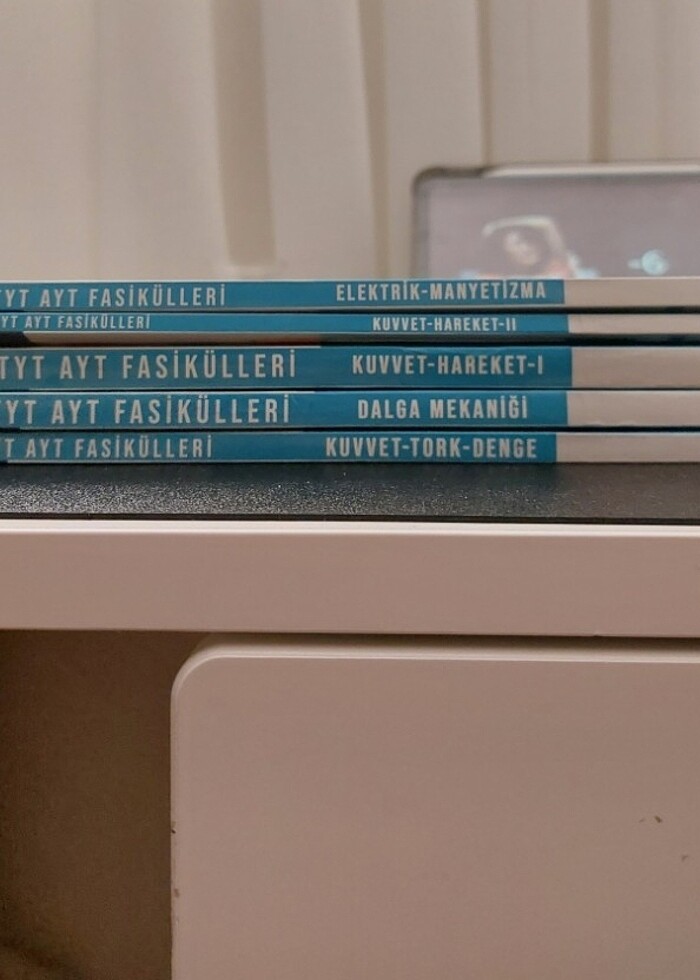 TYT AYT FASİKÜLLERİ ELEKTRİK-MANYETİZMA
TYT AYT FASİKÜLLERİ KUVVET-HAREKET-II
TYT AYT FASİKÜLLERİ KUVVET-HAREKET-I
TYT AYT FASİKÜLLERİ DALGA MEKANİĞİ
T AYT FASİKÜLLERİ KUVVET-TORK-DENGE